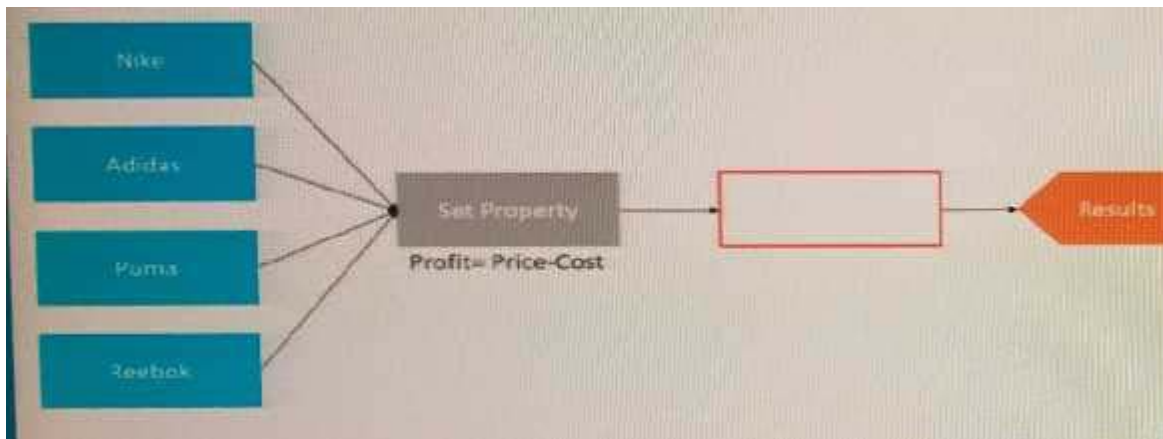 Nike
Adidas
Puma
Reebok
Set Property
Profit= Price-Cost
Results